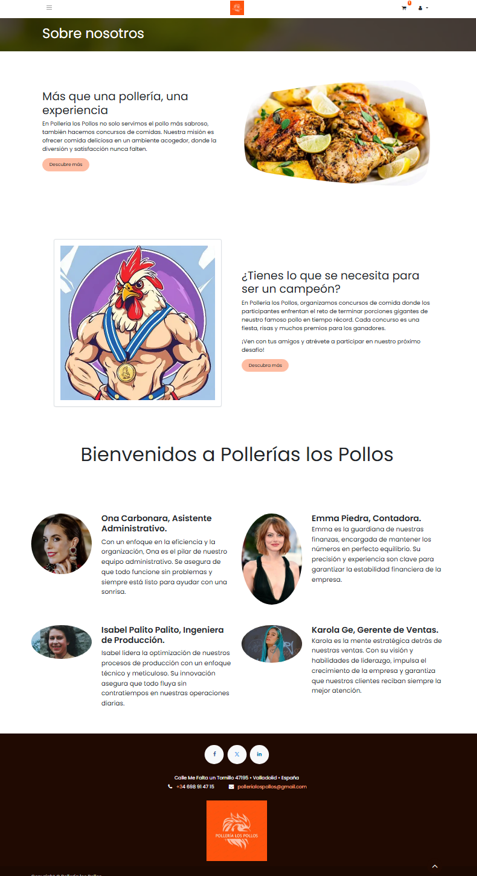 Sobre nosotros
Más que una pollería, una
experiencia
En Pollería los Pollos no solo servimos el pollo más sabroso,
también hacemos concursos de comidas. Nuestra misión es
ofrecer comida deliciosa en un ambiente acogedor, donde la
diversión y satisfacción nunca falten.
Descubre más
¿Tienes lo que se necesita para
ser un campeón?
En Pollería los Pollos, organizamos concursos de comida donde los
participantes enfrentan el reto de terminar porciones gigantes de
neustro famoso pollo en tiempo récord. Cada concurso es una
fiesta, risas y muchos premios para los ganadores.
¡Ven con tus amigos y atrévete a participar en nuestro próximo
desafío!
Descubra más
Bienvenidos a Pollerías los Pollos
Ona Carbonara, Asistente
Administrativo.
Con un enfoque en la eficiencia y la
organización, Ona es el pilar de nuestro
equipo administrativo. Se asegura de
que todo funcione sin problemas y
siempre está listo para ayudar con una
sonrisa.
Emma Piedra, Contadora.
Emma es la guardiana de nuestras
finanzas, encargada de mantener los
números en perfecto equilibrio. Su
precisión y experiencia son clave para
garantizar la estabilidad financiera de la
empresa.
Isabel Palito Palito, Ingeniera
de Producción.
Isabel lidera la optimización de nuestros
procesos de producción con un enfoque
técnico y meticuloso. Su innovación
asegura que todo fluya sin
contratiempos en nuestras operaciones
diarias.
Karola Ge, Gerente de Ventas.
Karola es la mente estratégica detrás de
nuestras ventas. Con su visión y
habilidades de liderazgo, impulsa el
crecimiento de la empresa y garantiza
que nuestros clientes reciban siempre la
mejor atención.
Calle Me Falta un Tornillo 47195 • Valladolid • España
+34 698 91 47 15 pollerialospollos@gmail.com
POLLERÍA LOS POLLOS